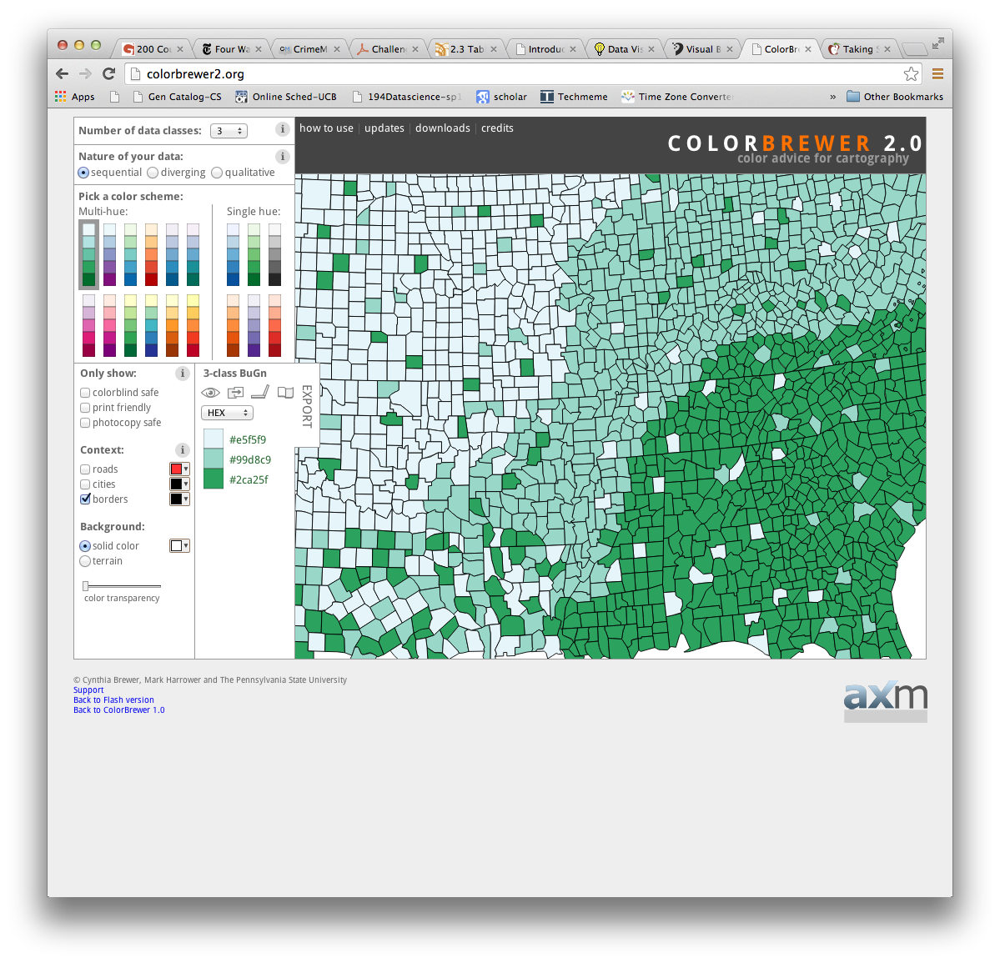 200 Co
Four Wa
CrimeM
Challen
2.3 Tab
Introduc
Data Vis
Visual B
ColorBr
Taking S
colorbrewer2.org
Apps
Gen Catalog-CS
Online Sched-UCB
194Datascience-sp1
scholar
Techmeme
Time Zone Converte
»
Other Bookmarks
Number of data classes: 3
how to use | updates | downloads | credits
COLORBREWER 2.0
color advice for cartography
Nature of your data:
sequential diverging qualitative
Pick a color scheme:
Multi-hue: Single hue:
Only show:
colorblind safe
print friendly
photocopy safe
Context:
roads
cities
borders
Background:
solid color
terrain
color transparency
3-class BuGn
EXPORT
HEX
#e5f5f9
#99d8c9
#2ca25f
© Cynthia Brewer, Mark Harrower and The Pennsylvania State University
Support
Back to Flash version
Back to ColorBrewer 1.0
axm